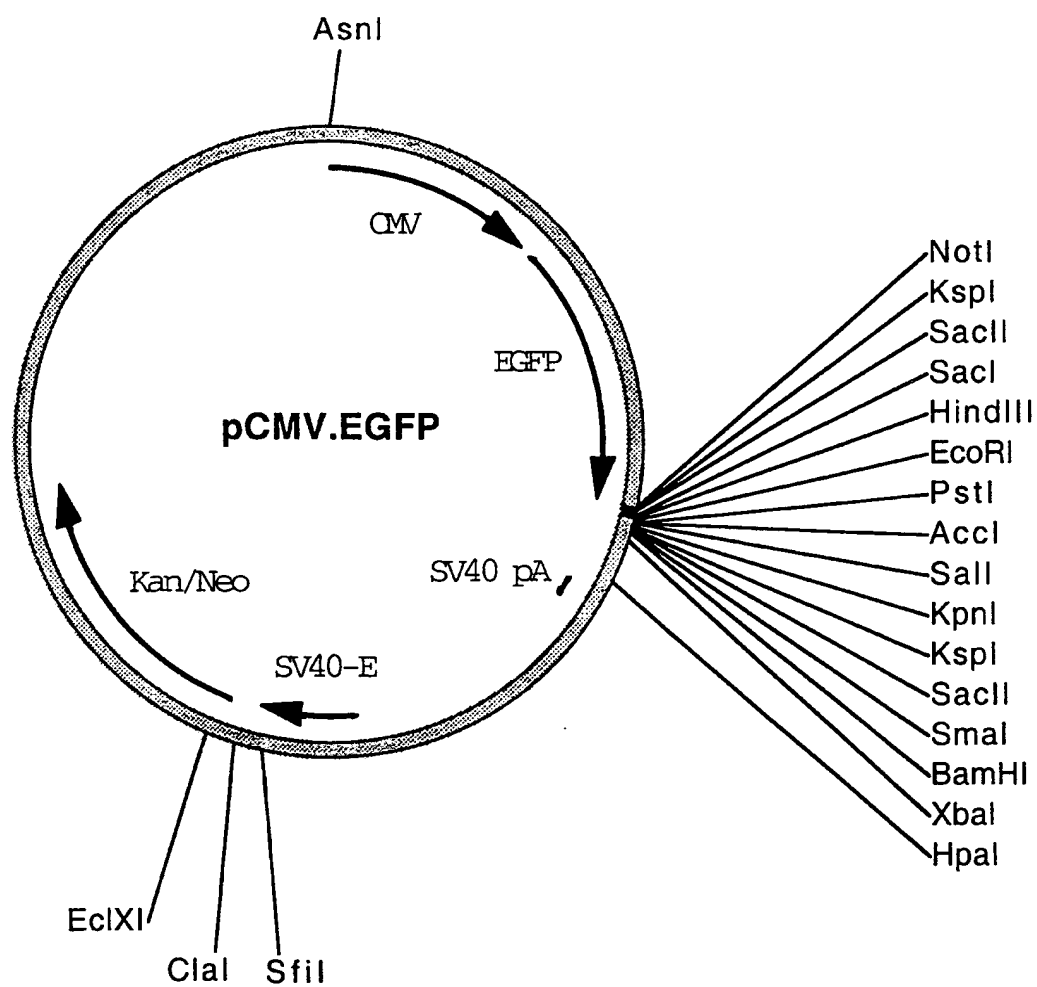 AsnI
CMV
NotI
KspI
SacII
SacI
HindIII
EcoRI
PstI
AccI
SalI
KpnI
KspI
SacII
SmaI
BamHI
XbaI
HpaI
EGFP
pCMV.EGFP
SV40 pA
Kan/Neo
SV40-E
EclXI
ClaI
SfiI